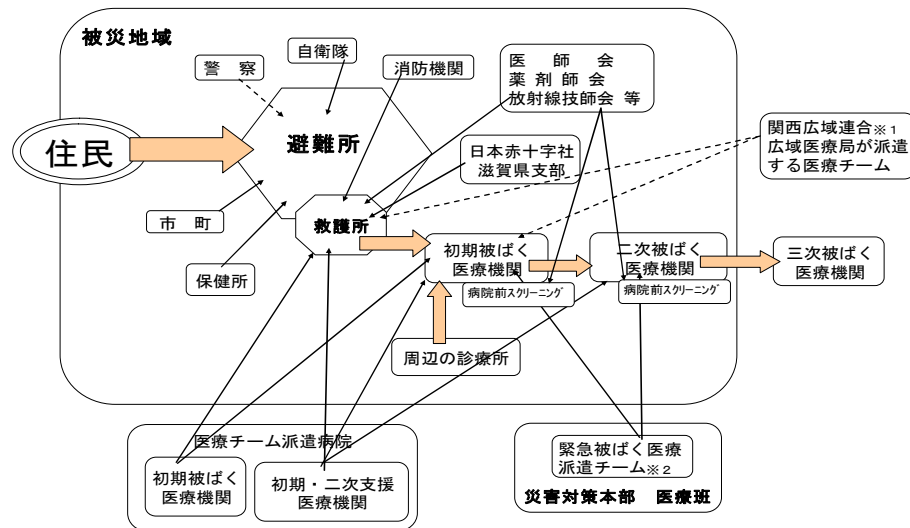 被災地域
自衛隊
警 察
消防機関
医 師 会
薬 剤 師 会
放射線技師会 等
住民
避難所
日本赤十字社
滋賀県支部
関西広域連合※1
広域医療局が派遣
する医療チーム
市 町
救護所
保健所
初期被ばく
医療機関
病院前スクリーニング
二次被ばく
医療機関
病院前スクリーニング
三次被ばく
医療機関
周辺の診療所
医療チーム派遣病院
初期被ばく
医療機関
初期・二次支援
医療機関
緊急被ばく医療
派遣チーム※2
災害対策本部 医療班